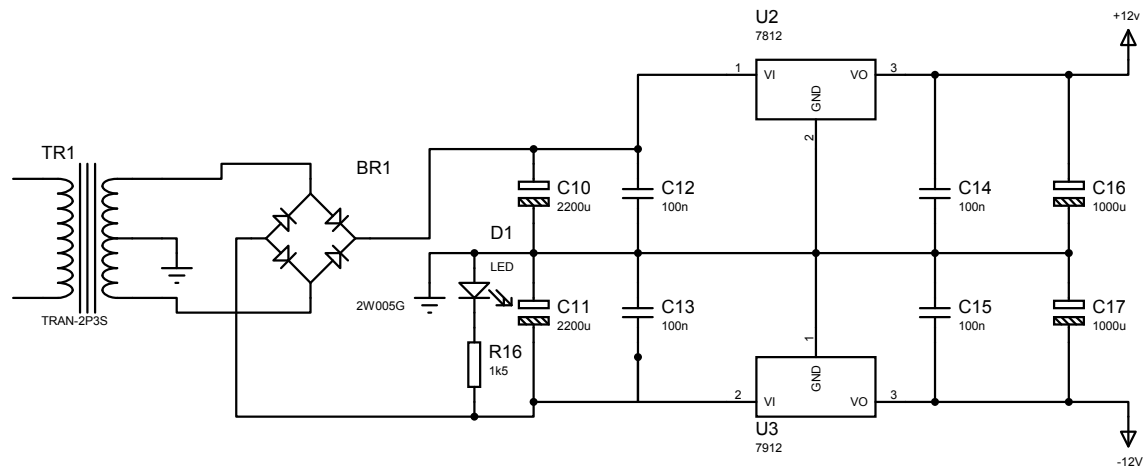 U2
7812
+12v
1
VI
VO
3
GND
2
TR1
BR1
C10
2200u
C12
100n
C14
100n
C16
1000u
D1
LED
2W005G
C11
2200u
C13
100n
C15
100n
C17
1000u
TRAN-2P3S
R16
1k5
1
GND
2
VI
VO
3
U3
7912
-12V